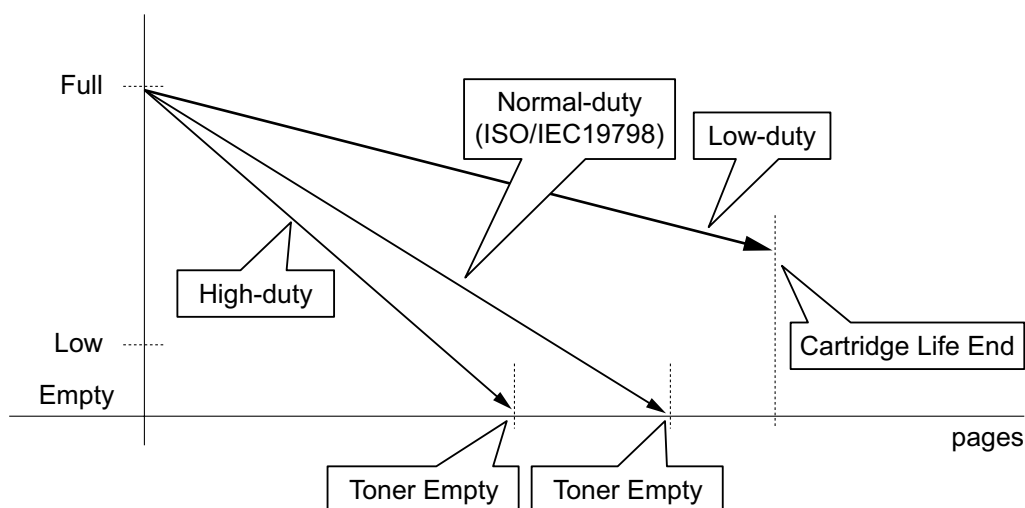 Full
Normal-duty
(ISO/IEC19798)
Low-duty
High-duty
Low
Cartridge Life End
Empty
pages
Toner Empty
Toner Empty